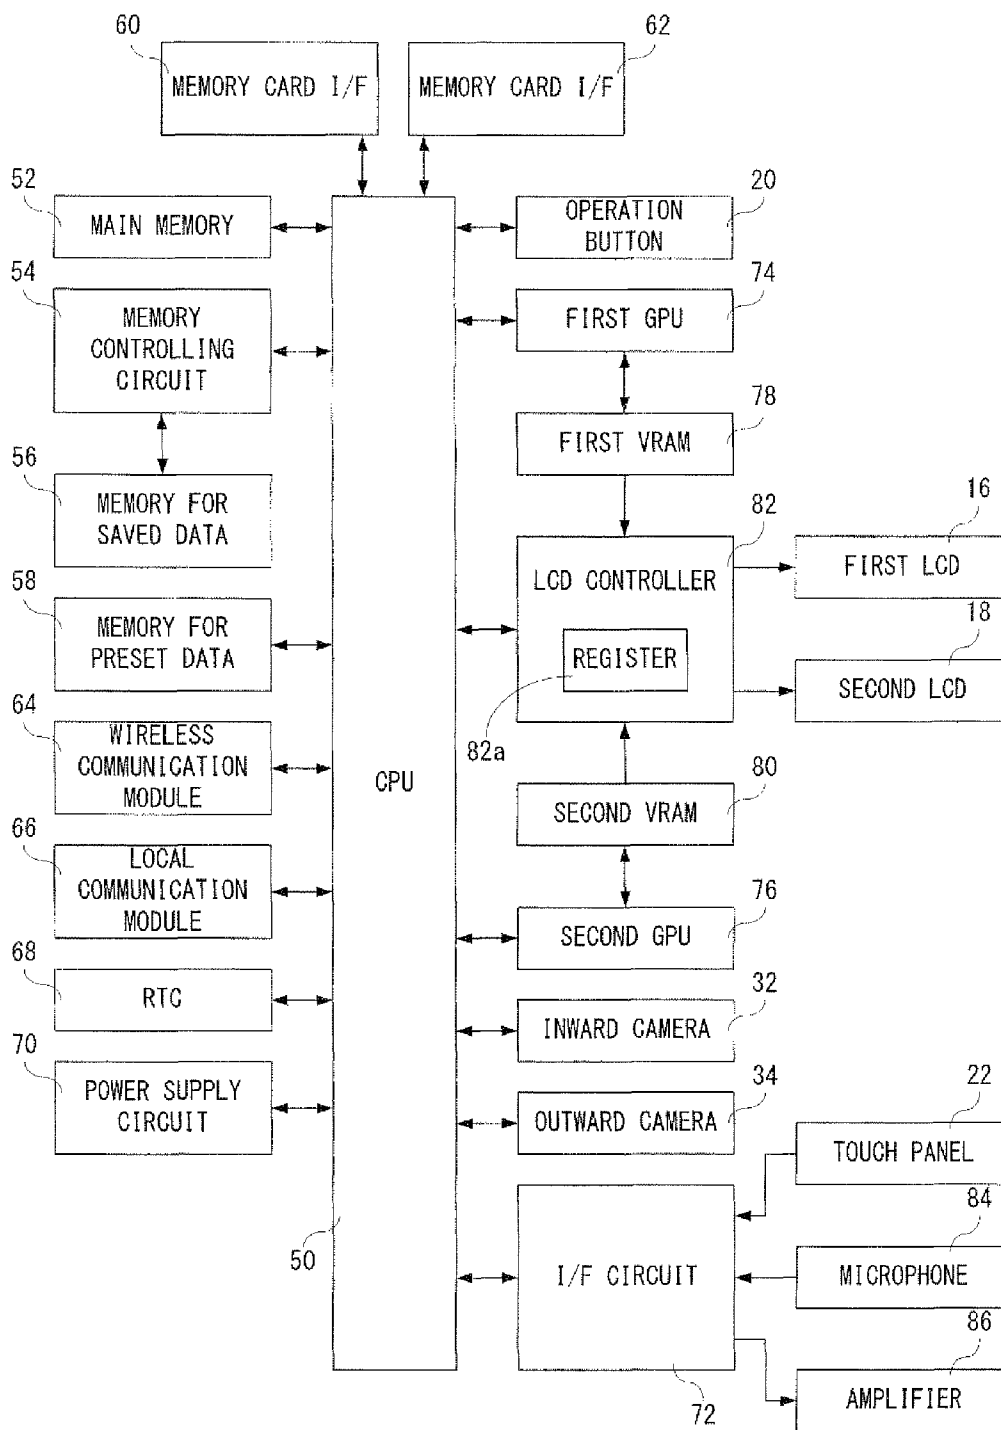 60
62
MEMORY CARD I/F
MEMORY CARD I/F
52
MAIN MEMORY
20
OPERATION
BUTTON
54
MEMORY
CONTROLLING
CIRCUIT
74
FIRST GPU
78
FIRST VRAM
56
MEMORY FOR
SAVED DATA
82
LCD CONTROLLER
REGISTER
82a
16
FIRST LCD
18
SECOND LCD
58
MEMORY FOR
PRESET DATA
64
WIRELESS
COMMUNICATION
MODULE
CPU
50
80
SECOND VRAM
66
LOCAL
COMMUNICATION
MODULE
76
SECOND GPU
68
RTC
32
INWARD CAMERA
70
POWER SUPPLY
CIRCUIT
34
OUTWARD CAMERA
22
TOUCH PANEL
I/F CIRCUIT
72
84
MICROPHONE
86
AMPLIFIER